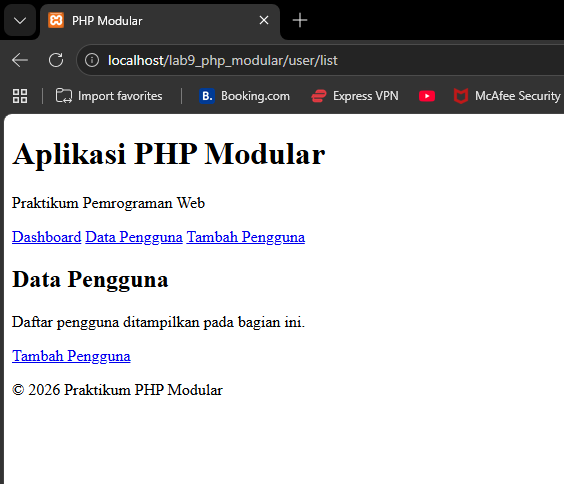 PHP Modular
localhost/lab9_php_modular/user/list
Import favorites B. Booking.com Express VPN McAfee Security
Aplikasi PHP Modular
Praktikum Pemrograman Web
Dashboard Data Pengguna Tambah Pengguna
Data Pengguna
Daftar pengguna ditampilkan pada bagian ini.
Tambah Pengguna
© 2026 Praktikum PHP Modular